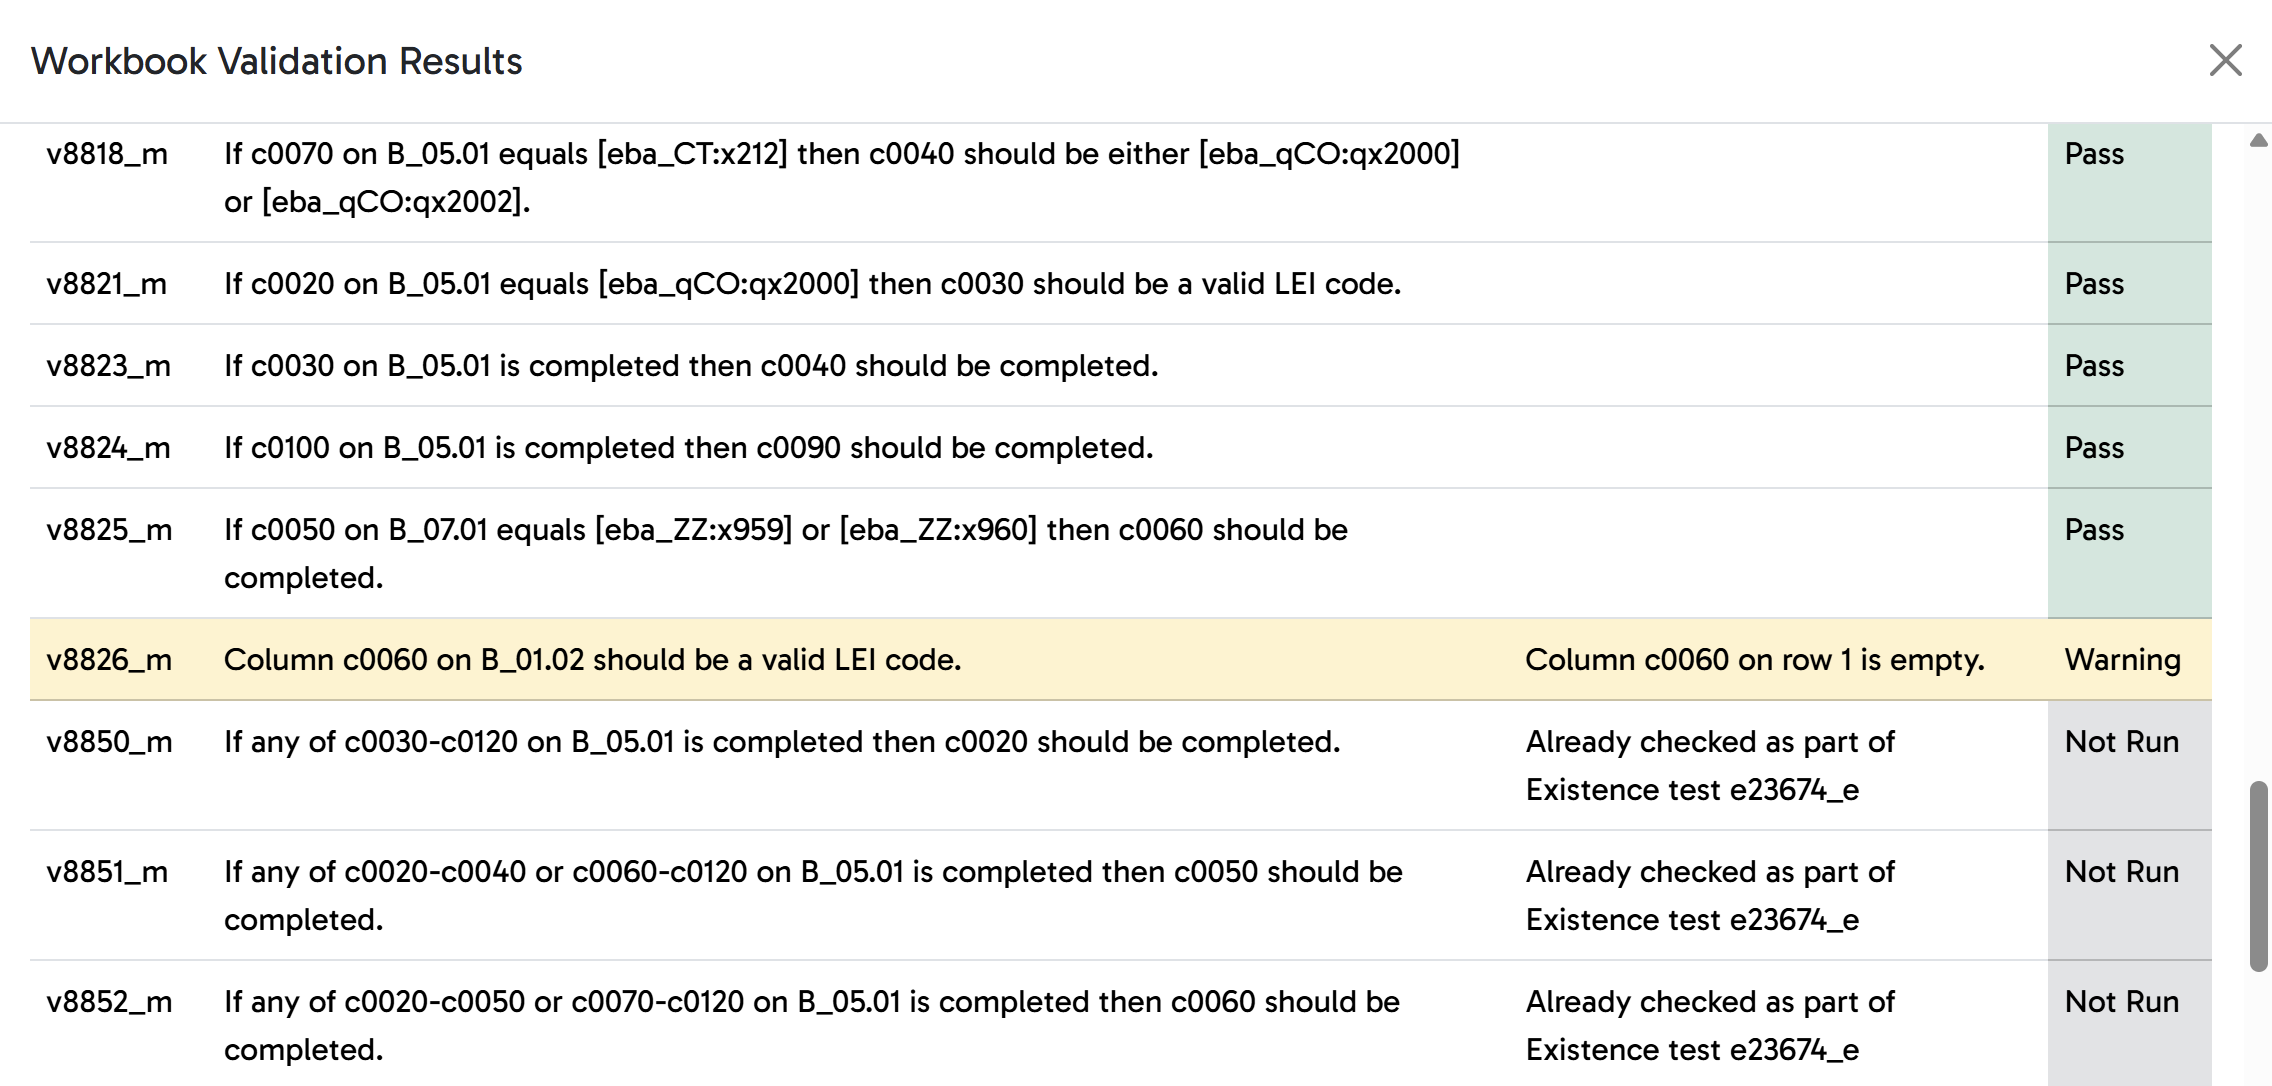 Workbook Validation Results
v8818_m If c0070 on B_05.01 equals [eba_CT:x212] then c0040 should be either [eba_qCO:qx2000] Pass
or [eba_qCO:qx2002].
v8821_m If c0020 on B_05.01 equals [eba_qCO:qx2000] then c0030 should be a valid LEI code. Pass
v8823_m If c0030 on B_05.01 is completed then c0040 should be completed. Pass
v8824_m If c0100 on B_05.01 is completed then c0090 should be completed. Pass
v8825_m If c0050 on B_07.01 equals [eba_ZZ:x959] or [eba_ZZ:x960] then c0060 should be Pass
completed.
v8826_m Column c0060 on B_01.02 should be a valid LEI code. Column c0060 on row 1 is empty. Warning
v8850_m If any of c0030-c0120 on B_05.01 is completed then c0020 should be completed. Already checked as part of Not Run
Existence test e23674_e
v8851_m If any of c0020-c0040 or c0060-c0120 on B_05.01 is completed then c0050 should be Already checked as part of Not Run
completed. Existence test e23674_e
v8852_m If any of c0020-c0050 or c0070-c0120 on B_05.01 is completed then c0060 should be Already checked as part of Not Run
completed. Existence test e23674_e